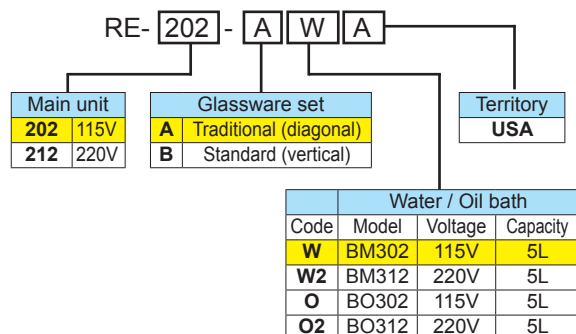 RE- 202 - A W A
Main unit
202 115V
212 220V
Glassware set
A Traditional (diagonal)
B Standard (vertical)
Territory
USA
Water / Oil bath
Code Model Voltage Capacity
W BM302 115V 5L
W2 BM312 220V 5L
O BO302 115V 5L
O2 BO312 220V 5L